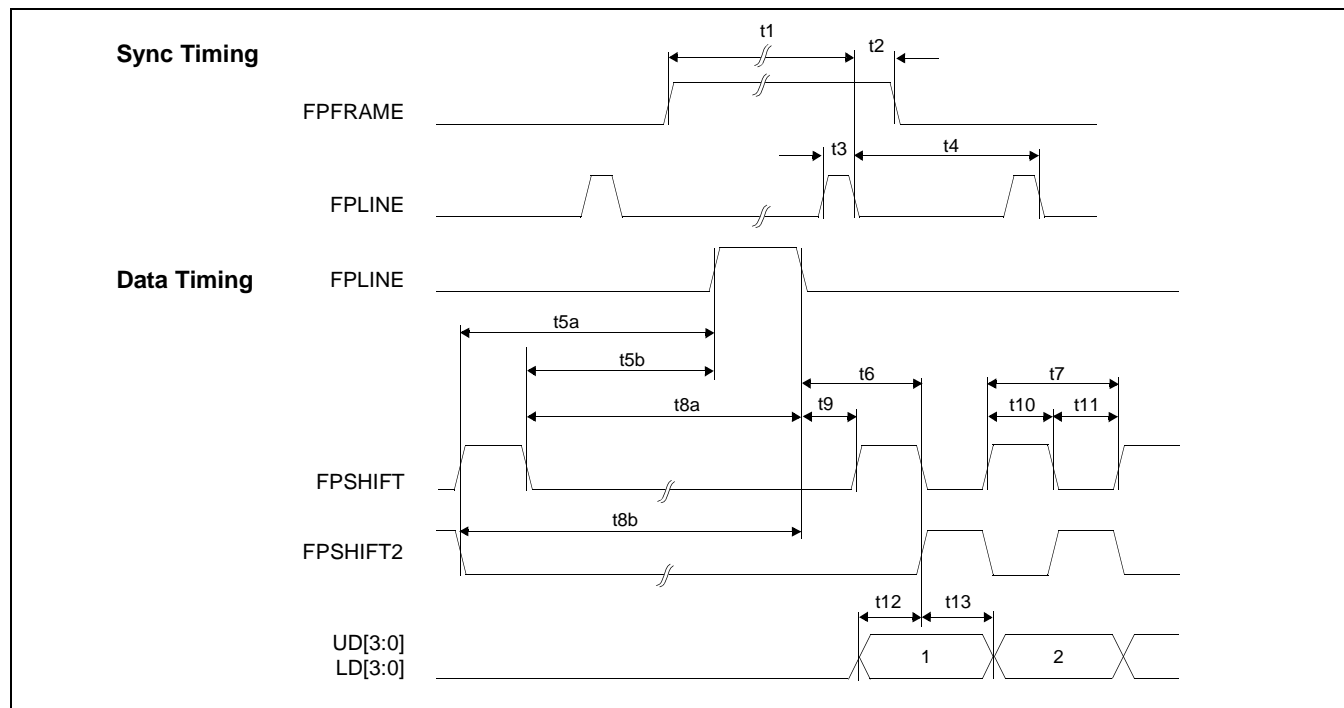 t1
Sync Timing
t2
FPFRAME
t3
t4
FPLINE
Data Timing
FPLINE
t5a
t5b
t6
t7
t8a
t9
t10
t11
FPSHIFT
t8b
FPSHIFT2
t12
t13
UD[3:0]
1
2
LD[3:0]